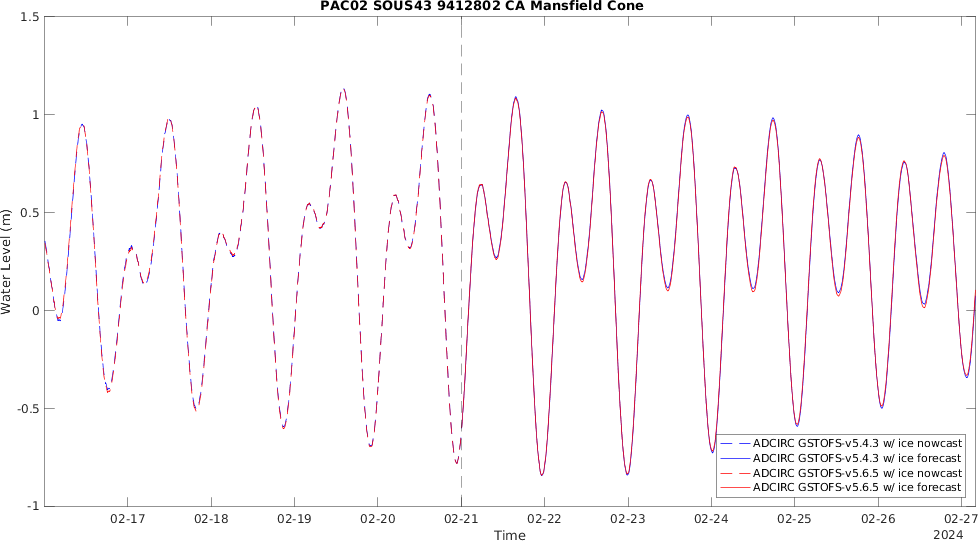 PAC02 SOUS43 9412802 CA Mansfield Cone
1.5
1
0.5
0
-0.5
-1
Water Level (m)
ADCIRC GSTOFS-v5.4.3 w/ ice nowcast
ADCIRC GSTOFS-v5.4.3 w/ ice forecast
ADCIRC GSTOFS-v5.6.5 w/ ice nowcast
ADCIRC GSTOFS-v5.6.5 w/ ice forecast
02-17 02-18 02-19 02-20 02-21 02-22 02-23 02-24 02-25 02-26 02-27
Time
2024